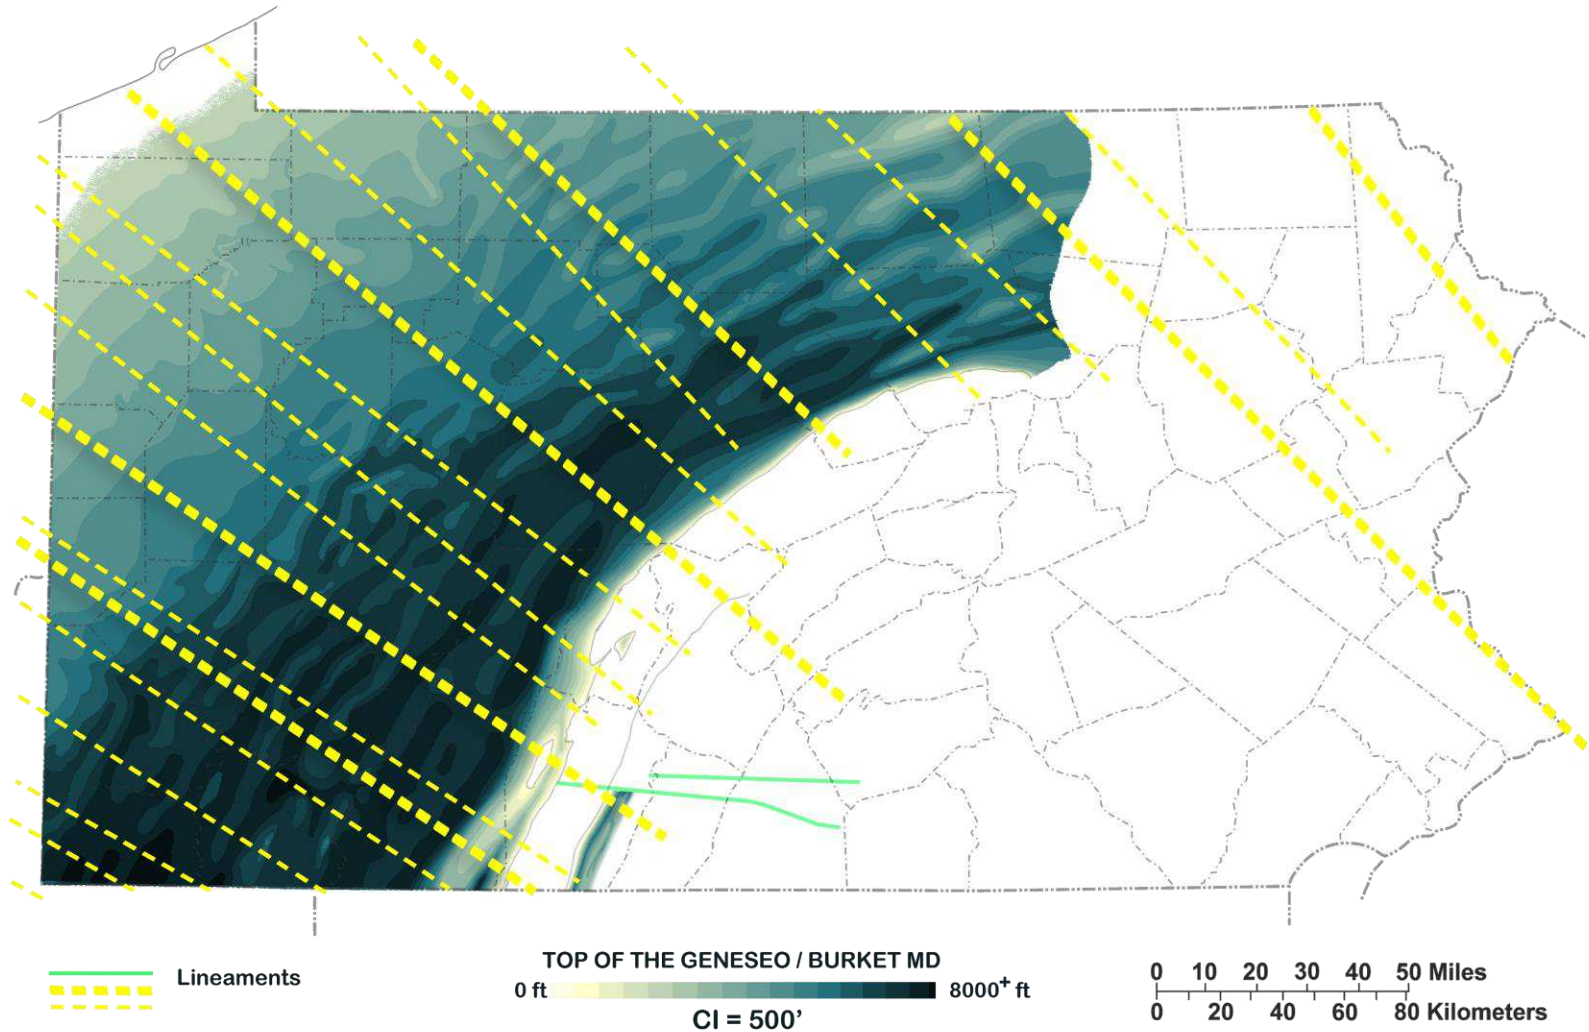 Lineaments
TOP OF THE GENESEO / BURKET MD
0 ft 8000+ ft
CI = 500'
0 10 20 30 40 50 Miles
0 20 40 60 80 Kilometers